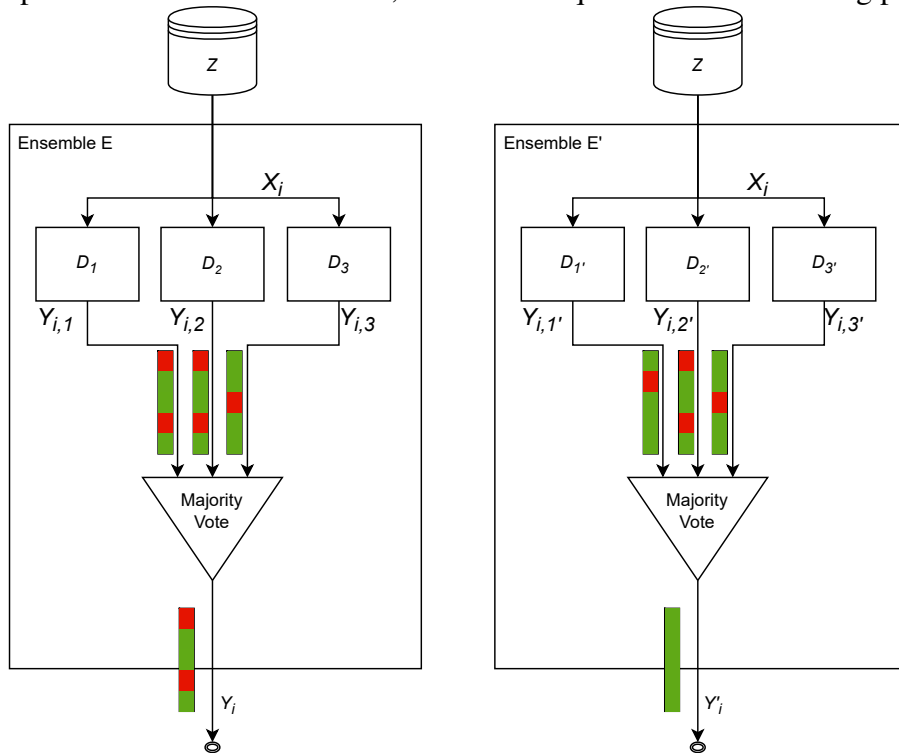 Z
Z
Ensemble E
Ensemble E'
X_i
X_i
D_1
D_2
D_3
D_1'
D_2'
D_3'
Y_i,1
Y_i,2
Y_i,3
Y_i,1'
Y_i,2'
Y_i,3'
Majority
Vote
Majority
Vote
Y_i
Y'_i